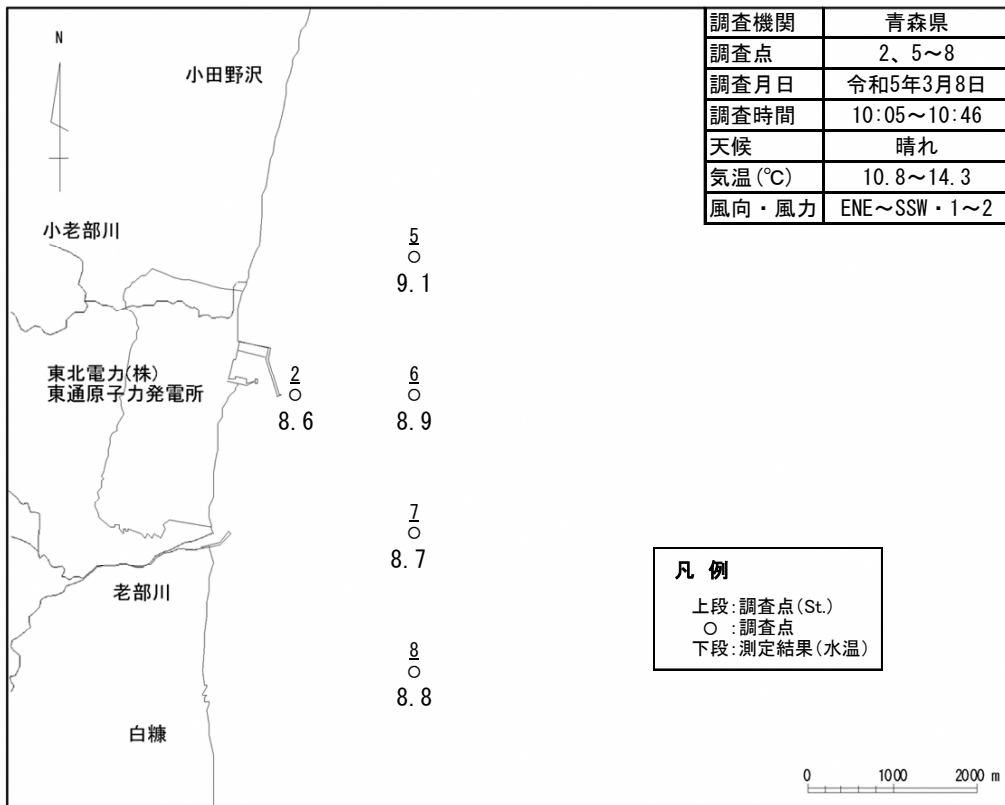 調査機関 青森県
調査点 2、5～8
調査月日 令和5年3月8日
調査時間 10:05～10:46
天候 晴れ
気温(℃) 10.8～14.3
風向・風力 ENE～SSW・1～2
N
小田野沢
小老部川
5
9.1
東北電力(株)
東通原子力発電所
2
8.6
6
8.9
7
8.7
老部川
8
8.8
白糠
凡 例
上段:調査点(St.)
○ :調査点
下段:測定結果(水温)
0 1000 2000 m